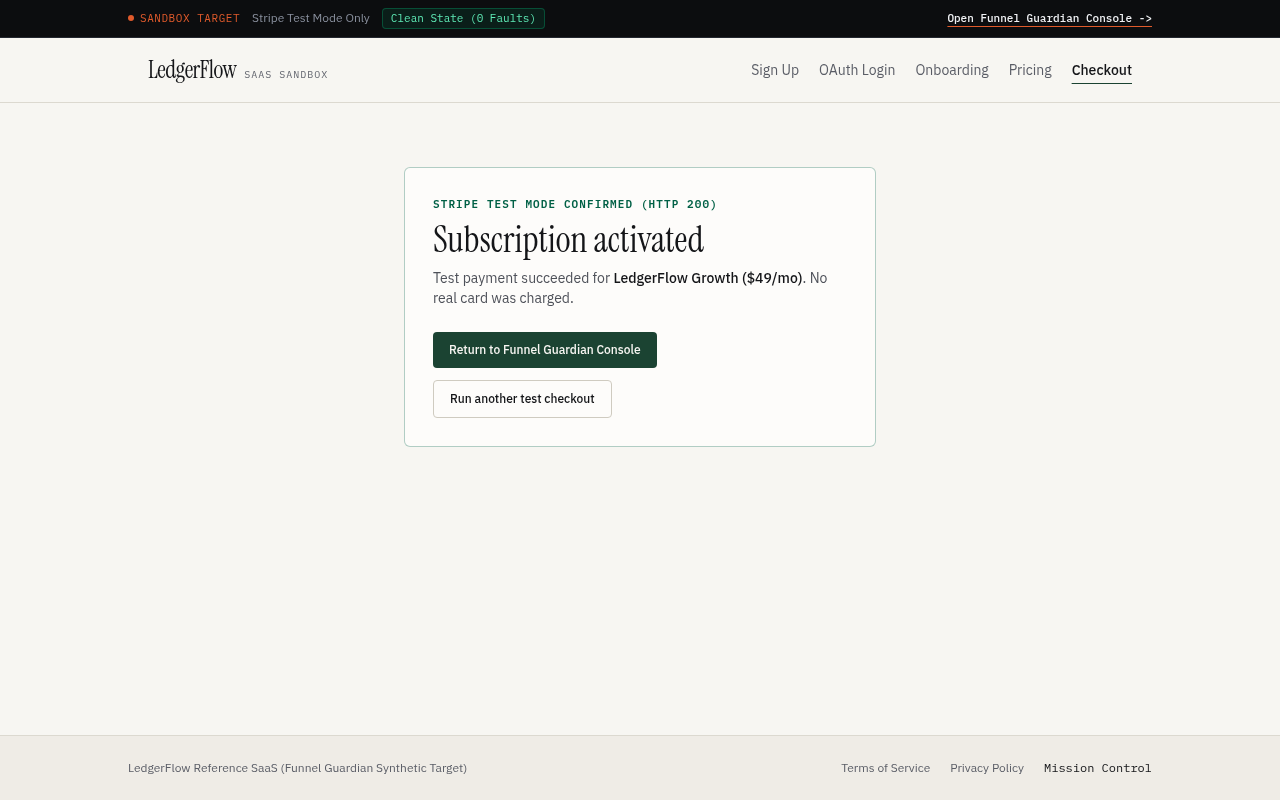 SANDBOX TARGET Stripe Test Mode Only Clean State (0 Faults) Open Funnel Guardian Console ->
LedgerFlow SAAS SANDBOX Sign Up OAuth Login Onboarding Pricing Checkout
STRIPE TEST MODE CONFIRMED (HTTP 200)
Subscription activated
Test payment succeeded for LedgerFlow Growth ($49/mo). No
real card was charged.
Return to Funnel Guardian Console
Run another test checkout
LedgerFlow Reference SaaS (Funnel Guardian Synthetic Target) Terms of Service Privacy Policy Mission Control